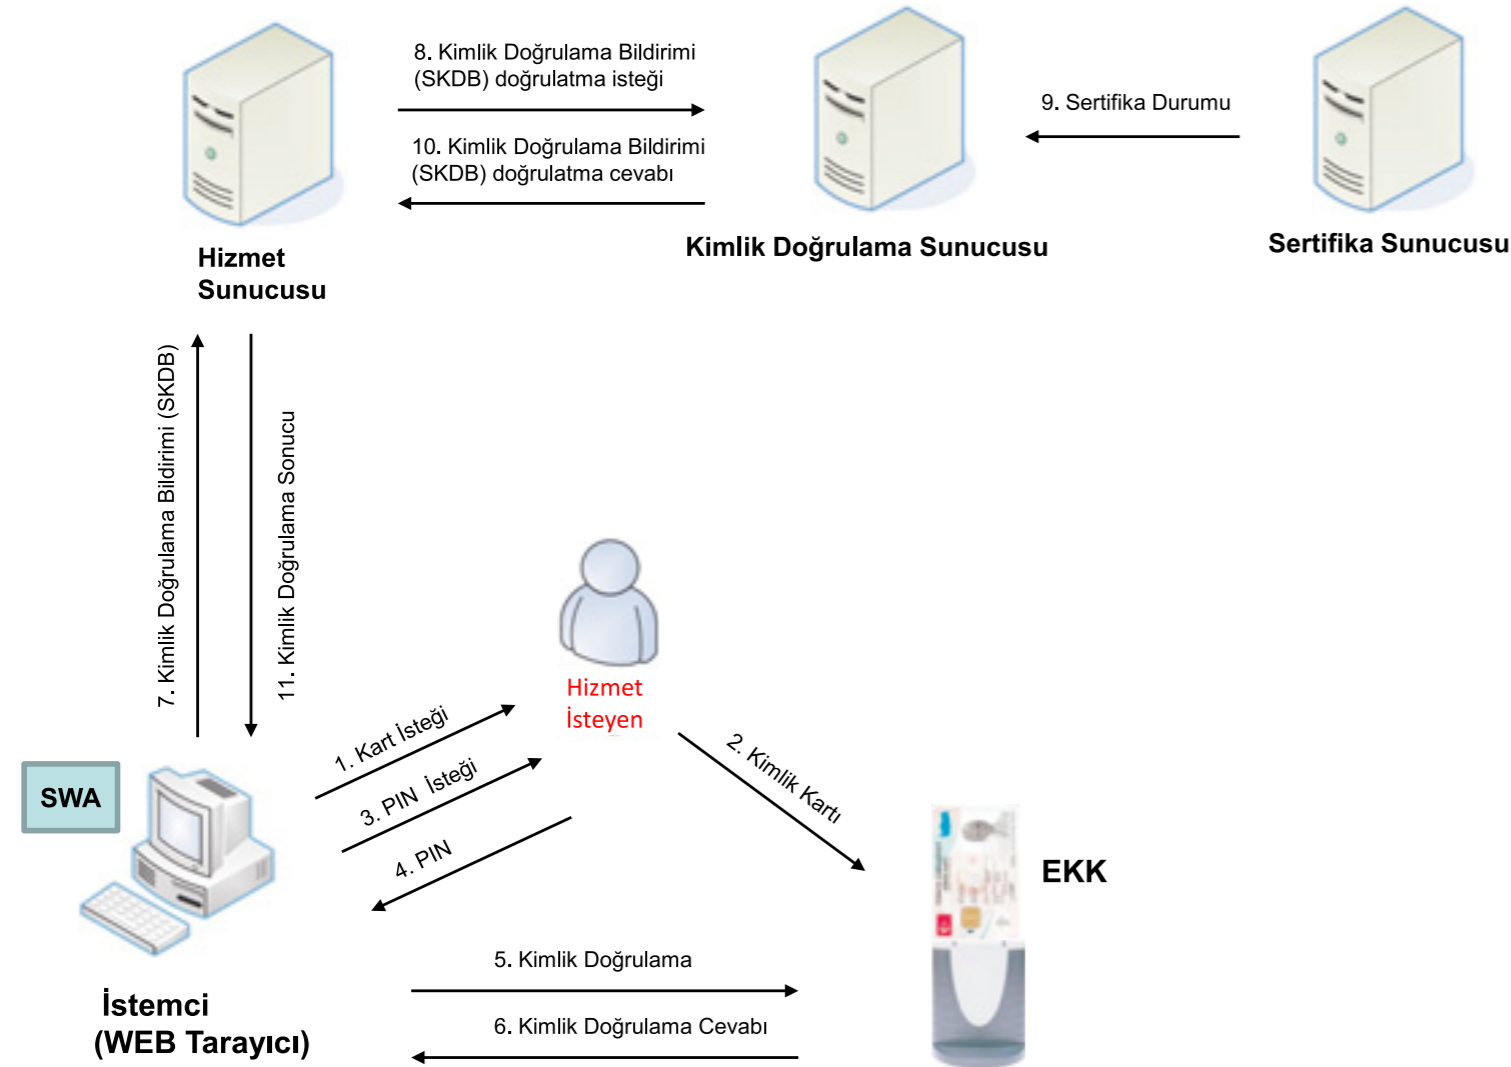 8. Kimlik Doğrulama Bildirimi
(SKDB) doğrulatma isteği
9. Sertifika Durumu
10. Kimlik Doğrulama Bildirimi
(SKDB) doğrulatma cevabı
Hizmet
Sunucusu
Kimlik Doğrulama Sunucusu
Sertifika Sunucusu
7. Kimlik Doğrulama Bildirimi (SKDB)
11. Kimlik Doğrulama Sonucu
Hizmet
İsteyen
1. Kart İsteği
2. Kimlik Kartı
3. PIN İsteği
4. PIN
SWA
EKK
5. Kimlik Doğrulama
6. Kimlik Doğrulama Cevabı
İstemci
(WEB Tarayıcı)